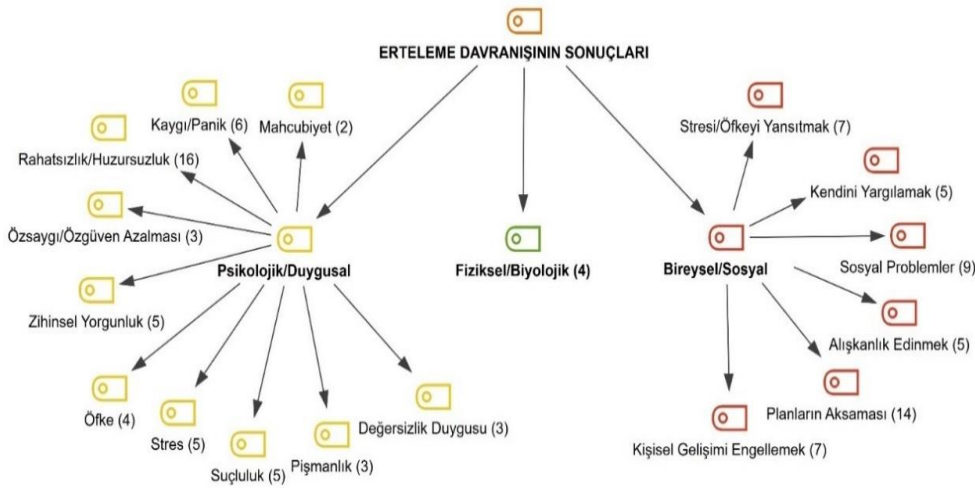 ERTELEME DAVRANIŞININ SONUÇLARI
Kaygı/Panik (6)
Mahcubiyet (2)
Rahatsızlık/Huzursuzluk (16)
Özsaygı/Özgüven Azalması (3)
Psikolojik/Duygusal
Zihinsel Yorgunluk (5)
Öfke (4)
Stres (5)
Suçluluk (5)
Pişmanlık (3)
Değersizlik Duygusu (3)
Fiziksel/Biyolojik (4)
Stresi/Öfkeyi Yansıtmak (7)
Kendini Yargılamak (5)
Bireysel/Sosyal
Sosyal Problemler (9)
Alışkanlık Edinmek (5)
Planların Aksaması (14)
Kişisel Gelişimi Engellemek (7)